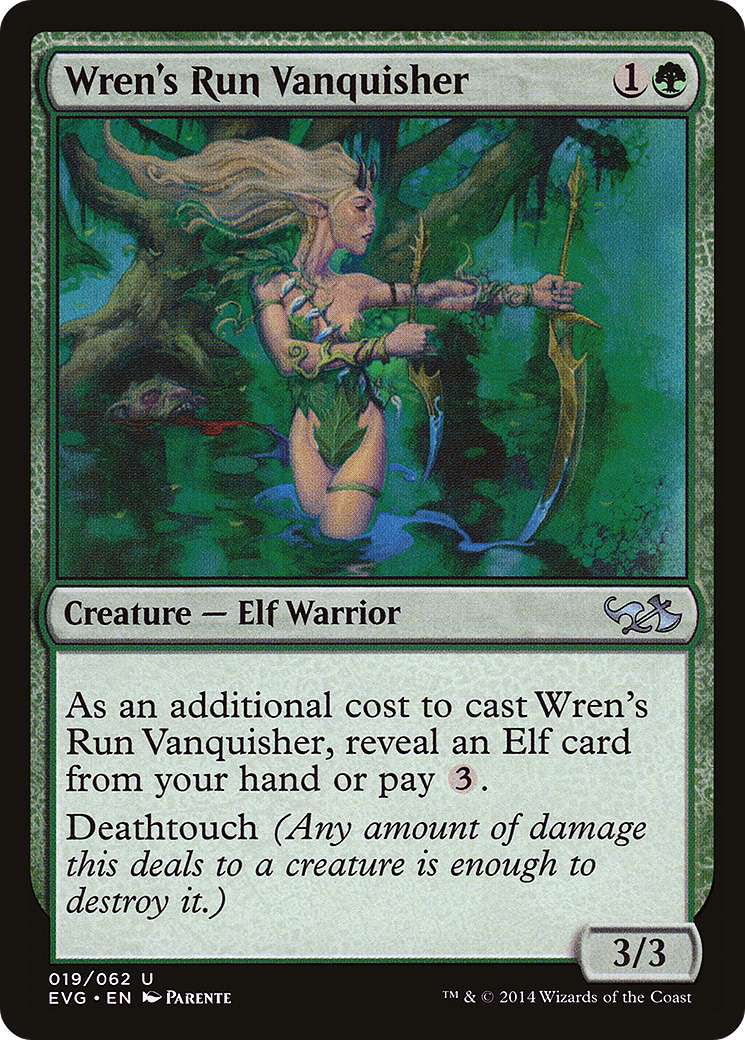 Wren's Run Vanquisher 1
Creature — Elf Warrior
As an additional cost to cast Wren's
Run Vanquisher, reveal an Elf card
from your hand or pay 3.
Deathtouch (Any amount of damage
this deals to a creature is enough to
destroy it.)
3/3
019/062 U
EVG • EN PARENTE
™ & © 2014 Wizards of the Coast